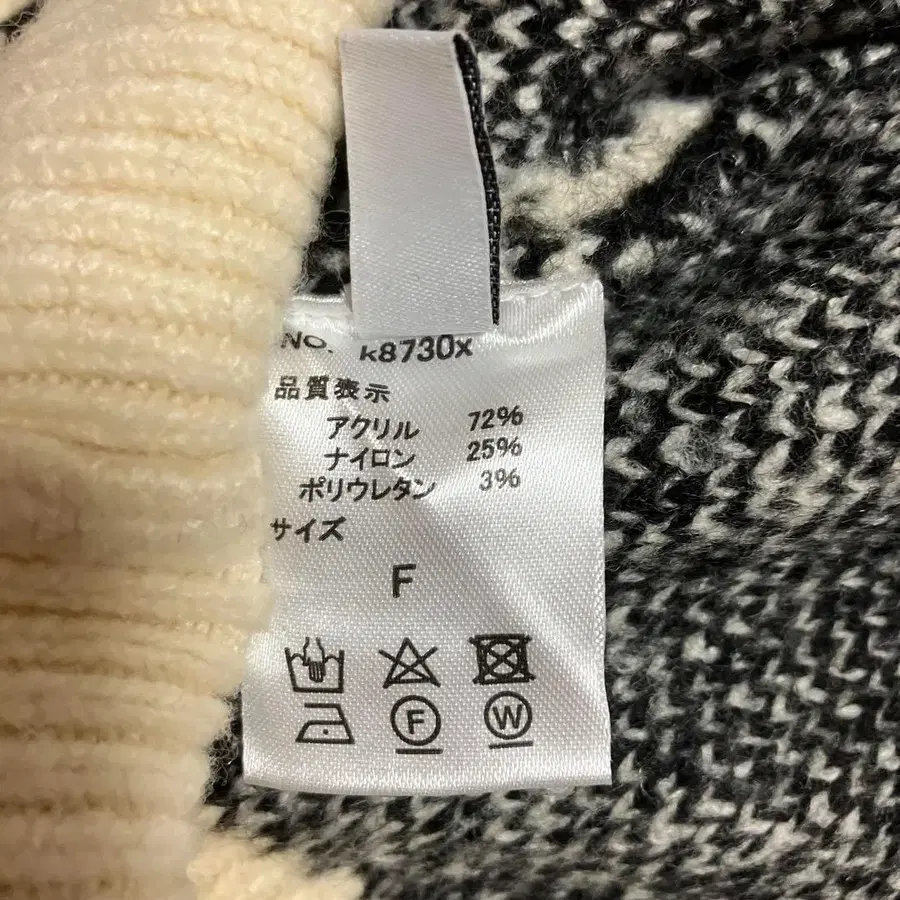 NO. k8730x
品質表示
アクリル 72%
ナイロン 25%
ポリウレタン 3%
サイズ
F
F W